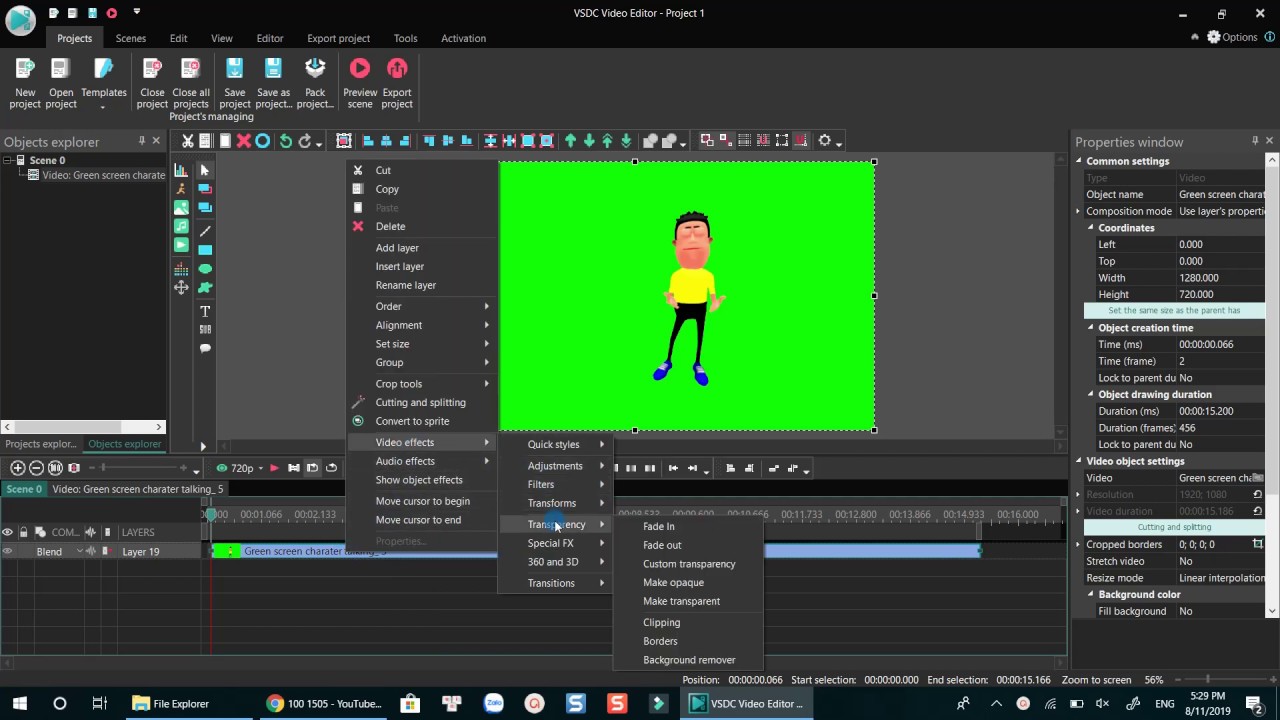 VSDC Video Editor - Project 1
Projects Scenes Edit View Editor Export project Tools Activation
Options
New project
Open project
Templates
Close project
Close all projects
Save project
Save as project...
Pack project...
Preview scene
Export project
Project's managing
Objects explorer
Scene 0
Video: Green screen charate
Projects explor... Objects explorer
Cut
Copy
Paste
Delete
Add layer
Insert layer
Rename layer
Order
Alignment
Set size
Group
Crop tools
Cutting and splitting
Convert to sprite
Video effects
Audio effects
Show object effects
Move cursor to begin
Move cursor to end
Properties...
Quick styles
Adjustments
Filters
Transforms
Transparency
Special FX
360 and 3D
Transitions
Fade In
Fade out
Custom transparency
Make opaque
Make transparent
Clipping
Borders
Background remover
Properties window
Common settings
Type Video
Object name Green screen charat
Composition mode Use layer's properti
Coordinates
Left 0.000
Top 0.000
Width 1280.000
Height 720.000
Set the same size as the parent has
Object creation time
Time (ms) 00:00:00.066
Time (frame) 2
Lock to parent du No
Object drawing duration
Duration (ms) 00:00:15.200
Duration (frames) 456
Lock to parent du No
Video object settings
Video Green screen cha
Resolution 1920; 1080
Video duration 00:00:15.186
Cutting and splitting
Cropped borders 0; 0; 0; 0
Stretch video No
Resize mode Linear interpolation
Background color
Fill background No
720p
Scene 0 Video: Green screen charater talking_ 5
000 00:01.066 00:02.133 00:08.533 00:09.600 00:10.666 00:11.733 00:12.800 00:13.866 00:14.933 00:16.000
COM... LAYERS
Blend Layer 19
Green screen charater talking_ 5
Position: 00:00:00.066 Start selection: 00:00:00.000 End selection: 00:00:15.166 Zoom to screen 56%
File Explorer
100 1505 - YouTube...
Zalo
VSDC Video Editor ...
ENG
5:29 PM
8/11/2019
2